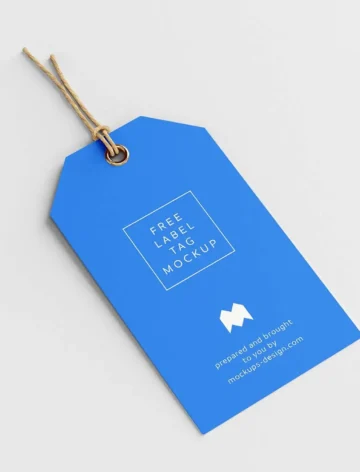 FREE
LABEL
TAG
MOCKUP
prepared and brought
to you by
mockups-design.com